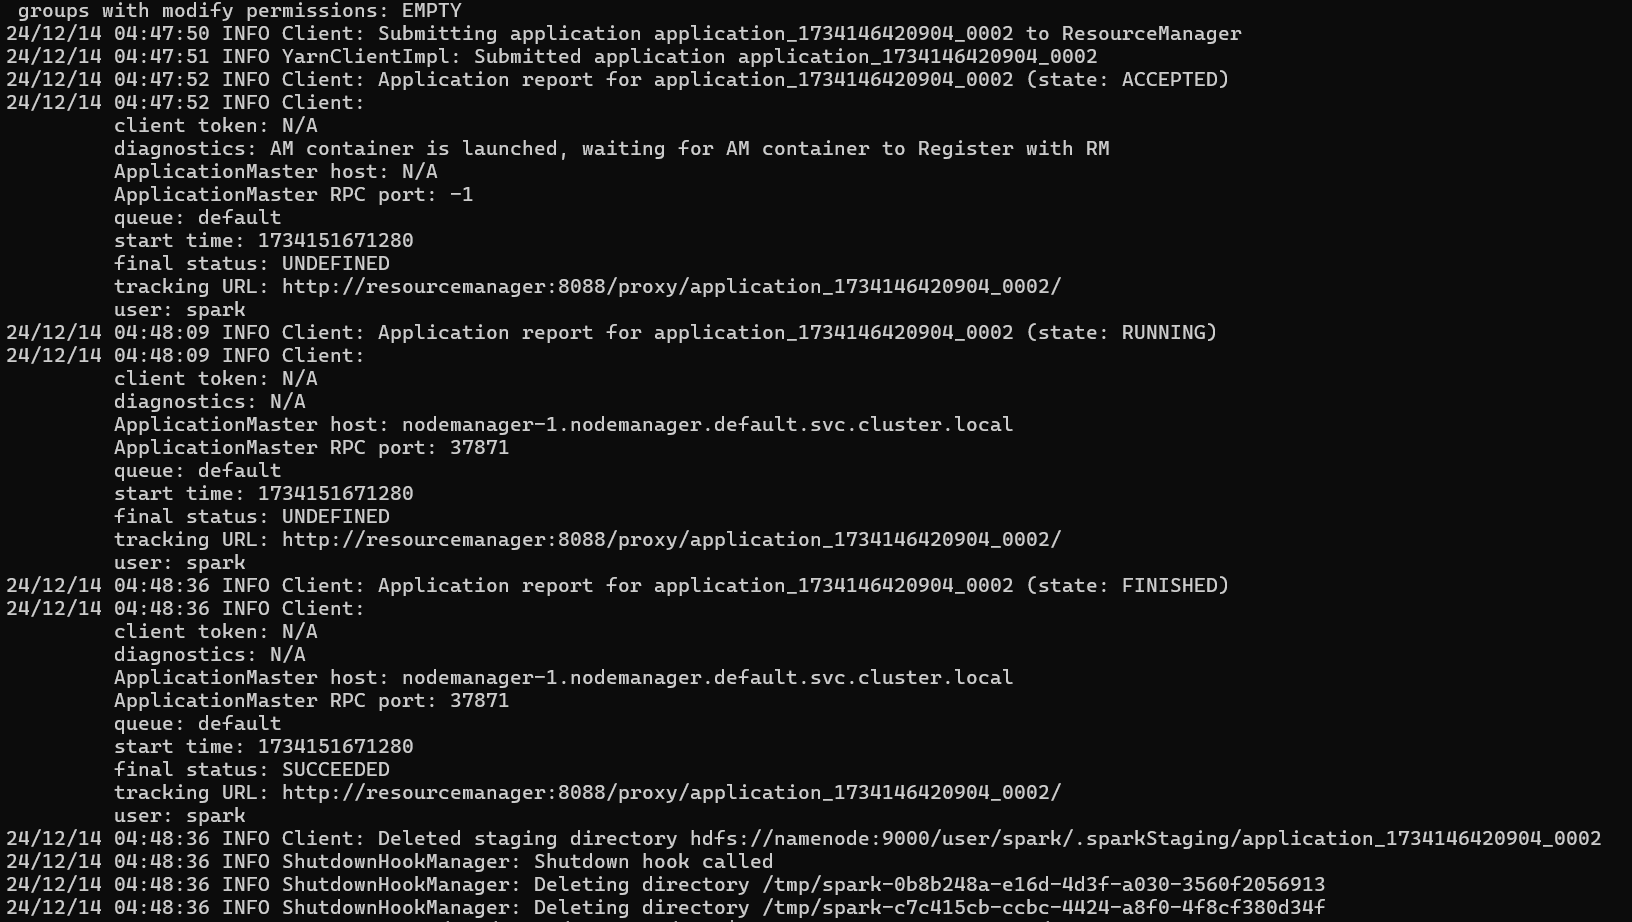 groups with modify permissions: EMPTY
24/12/14 04:47:50 INFO Client: Submitting application application_1734146420904_0002 to ResourceManager
24/12/14 04:47:51 INFO YarnClientImpl: Submitted application application_1734146420904_0002
24/12/14 04:47:52 INFO Client: Application report for application_1734146420904_0002 (state: ACCEPTED)
24/12/14 04:47:52 INFO Client:
client token: N/A
diagnostics: AM container is launched, waiting for AM container to Register with RM
ApplicationMaster host: N/A
ApplicationMaster RPC port: -1
queue: default
start time: 1734151671280
final status: UNDEFINED
tracking URL: http://resourcemanager:8088/proxy/application_1734146420904_0002/
user: spark
24/12/14 04:48:09 INFO Client: Application report for application_1734146420904_0002 (state: RUNNING)
24/12/14 04:48:09 INFO Client:
client token: N/A
diagnostics: N/A
ApplicationMaster host: nodemanager-1.nodemanager.default.svc.cluster.local
ApplicationMaster RPC port: 37871
queue: default
start time: 1734151671280
final status: UNDEFINED
tracking URL: http://resourcemanager:8088/proxy/application_1734146420904_0002/
user: spark
24/12/14 04:48:36 INFO Client: Application report for application_1734146420904_0002 (state: FINISHED)
24/12/14 04:48:36 INFO Client:
client token: N/A
diagnostics: N/A
ApplicationMaster host: nodemanager-1.nodemanager.default.svc.cluster.local
ApplicationMaster RPC port: 37871
queue: default
start time: 1734151671280
final status: SUCCEEDED
tracking URL: http://resourcemanager:8088/proxy/application_1734146420904_0002/
user: spark
24/12/14 04:48:36 INFO Client: Deleted staging directory hdfs://namenode:9000/user/spark/.sparkStaging/application_1734146420904_0002
24/12/14 04:48:36 INFO ShutdownHookManager: Shutdown hook called
24/12/14 04:48:36 INFO ShutdownHookManager: Deleting directory /tmp/spark-0b8b248a-e16d-4d3f-a030-3560f2056913
24/12/14 04:48:36 INFO ShutdownHookManager: Deleting directory /tmp/spark-c7c415cb-ccbc-4424-a8f0-4f8cf380d34f